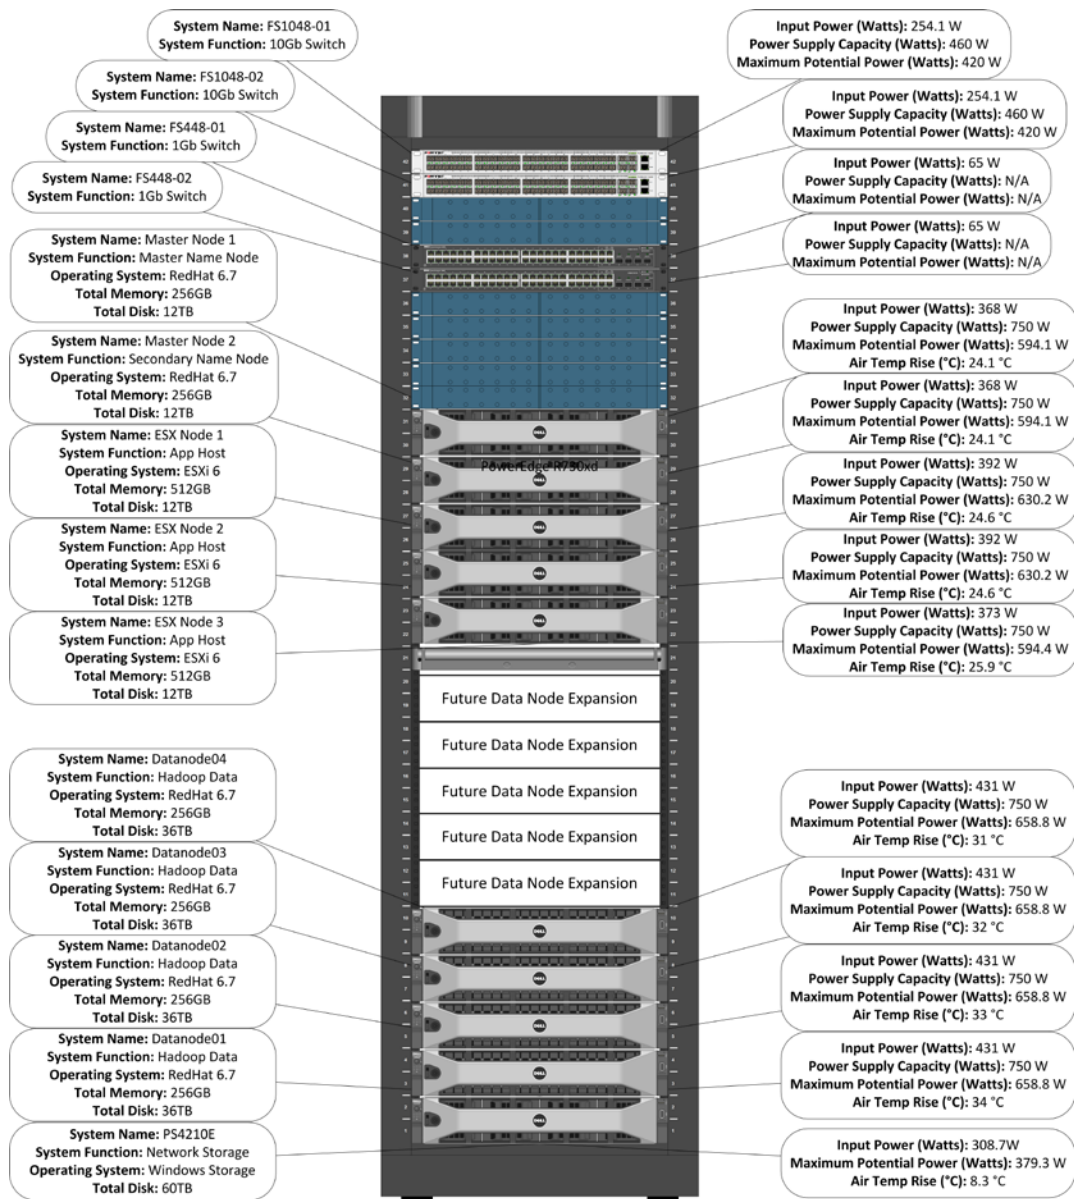 System Name: FS1048-01
System Function: 10Gb Switch
System Name: FS1048-02
System Function: 10Gb Switch
System Name: FS448-01
System Function: 1Gb Switch
System Name: FS448-02
System Function: 1Gb Switch
System Name: Master Node 1
System Function: Master Name Node
Operating System: RedHat 6.7
Total Memory: 256GB
Total Disk: 12TB
System Name: Master Node 2
System Function: Secondary Name Node
Operating System: RedHat 6.7
Total Memory: 256GB
Total Disk: 12TB
System Name: ESX Node 1
System Function: App Host
Operating System: ESXi 6
Total Memory: 512GB
Total Disk: 12TB
System Name: ESX Node 2
System Function: App Host
Operating System: ESXi 6
Total Memory: 512GB
Total Disk: 12TB
System Name: ESX Node 3
System Function: App Host
Operating System: ESXi 6
Total Memory: 512GB
Total Disk: 12TB
System Name: Datanode04
System Function: Hadoop Data
Operating System: RedHat 6.7
Total Memory: 256GB
Total Disk: 36TB
System Name: Datanode03
System Function: Hadoop Data
Operating System: RedHat 6.7
Total Memory: 256GB
Total Disk: 36TB
System Name: Datanode02
System Function: Hadoop Data
Operating System: RedHat 6.7
Total Memory: 256GB
Total Disk: 36TB
System Name: Datanode01
System Function: Hadoop Data
Operating System: RedHat 6.7
Total Memory: 256GB
Total Disk: 36TB
System Name: PS4210E
System Function: Network Storage
Operating System: Windows Storage
Total Disk: 60TB
PowerEdge R730xd
Future Data Node Expansion
Future Data Node Expansion
Future Data Node Expansion
Future Data Node Expansion
Future Data Node Expansion
Input Power (Watts): 254.1 W
Power Supply Capacity (Watts): 460 W
Maximum Potential Power (Watts): 420 W
Input Power (Watts): 254.1 W
Power Supply Capacity (Watts): 460 W
Maximum Potential Power (Watts): 420 W
Input Power (Watts): 65 W
Power Supply Capacity (Watts): N/A
Maximum Potential Power (Watts): N/A
Input Power (Watts): 65 W
Power Supply Capacity (Watts): N/A
Maximum Potential Power (Watts): N/A
Input Power (Watts): 368 W
Power Supply Capacity (Watts): 750 W
Maximum Potential Power (Watts): 594.1 W
Air Temp Rise (°C): 24.1 °C
Input Power (Watts): 368 W
Power Supply Capacity (Watts): 750 W
Maximum Potential Power (Watts): 594.1 W
Air Temp Rise (°C): 24.1 °C
Input Power (Watts): 392 W
Power Supply Capacity (Watts): 750 W
Maximum Potential Power (Watts): 630.2 W
Air Temp Rise (°C): 24.6 °C
Input Power (Watts): 392 W
Power Supply Capacity (Watts): 750 W
Maximum Potential Power (Watts): 630.2 W
Air Temp Rise (°C): 24.6 °C
Input Power (Watts): 373 W
Power Supply Capacity (Watts): 750 W
Maximum Potential Power (Watts): 594.4 W
Air Temp Rise (°C): 25.9 °C
Input Power (Watts): 431 W
Power Supply Capacity (Watts): 750 W
Maximum Potential Power (Watts): 658.8 W
Air Temp Rise (°C): 31 °C
Input Power (Watts): 431 W
Power Supply Capacity (Watts): 750 W
Maximum Potential Power (Watts): 658.8 W
Air Temp Rise (°C): 32 °C
Input Power (Watts): 431 W
Power Supply Capacity (Watts): 750 W
Maximum Potential Power (Watts): 658.8 W
Air Temp Rise (°C): 33 °C
Input Power (Watts): 431 W
Power Supply Capacity (Watts): 750 W
Maximum Potential Power (Watts): 658.8 W
Air Temp Rise (°C): 34 °C
Input Power (Watts): 308.7W
Maximum Potential Power (Watts): 379.3 W
Air Temp Rise (°C): 8.3 °C